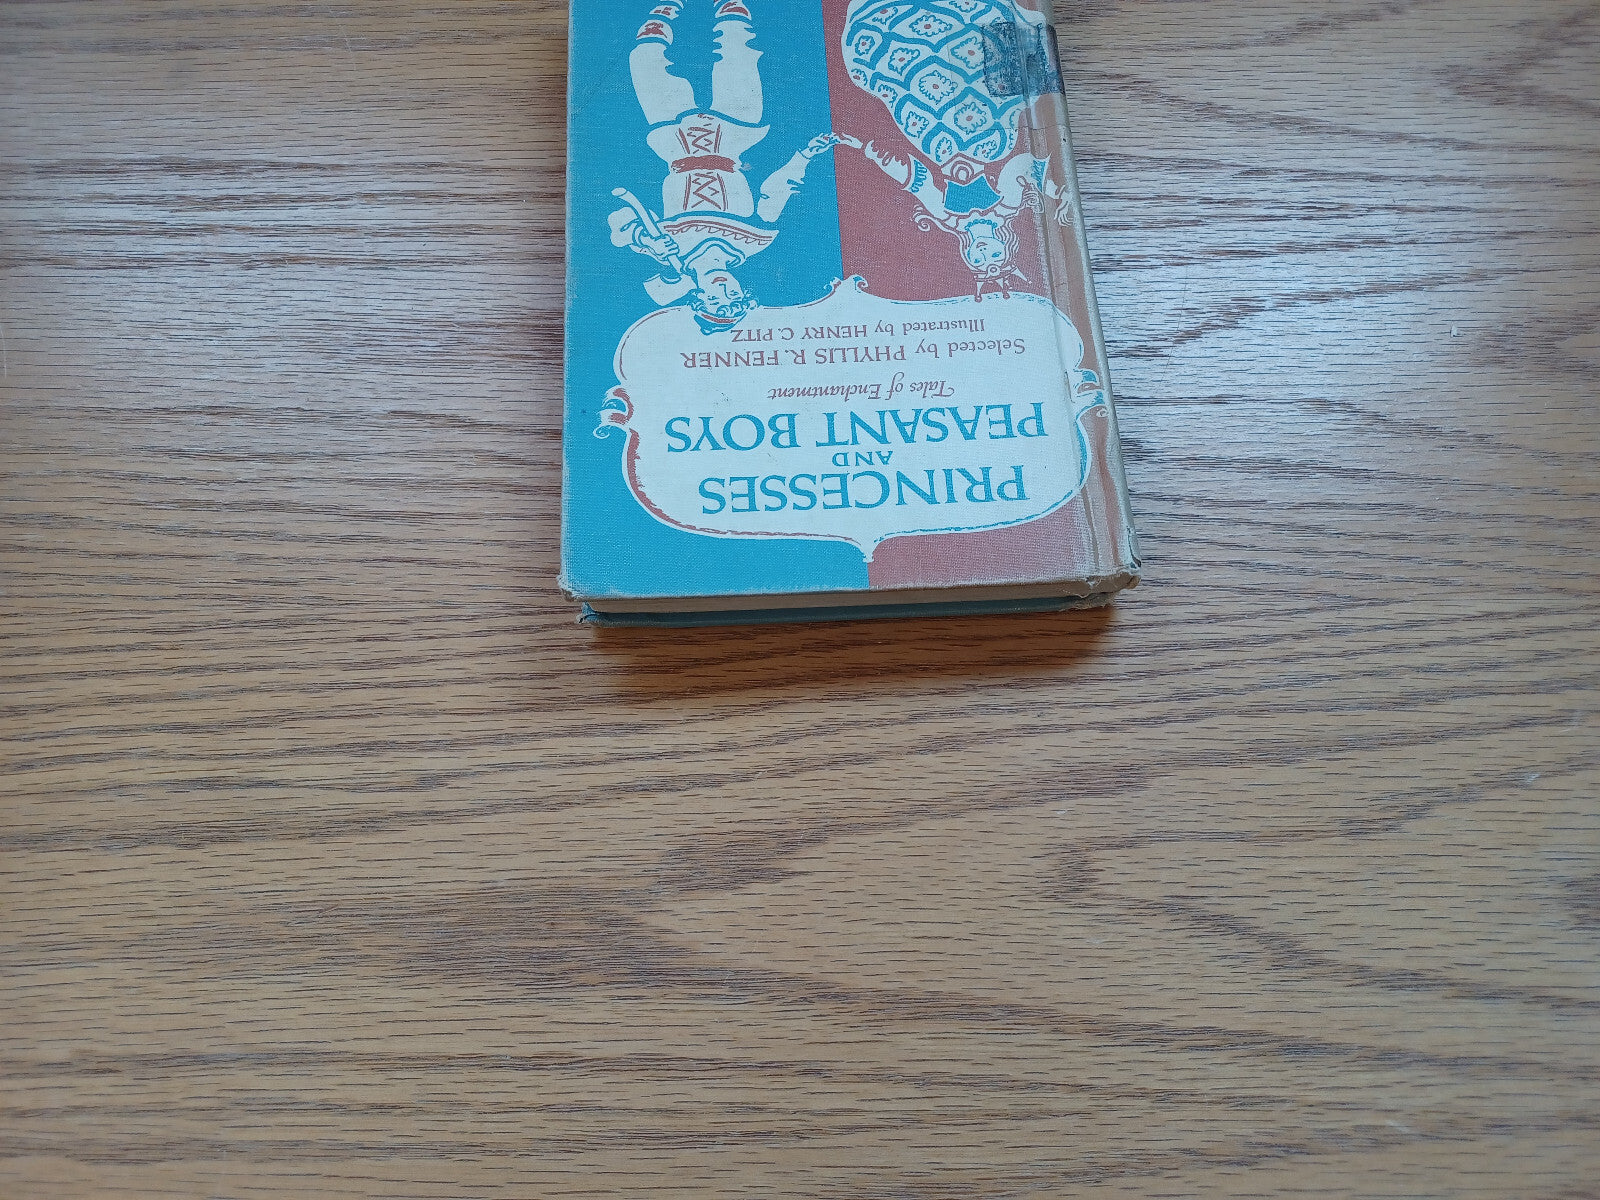 PRINCESSES
AND
PEASANT BOYS
Tales of Enchantment
Selected by PHYLLIS R. FENNER
Illustrated by HENRY C. PITZ